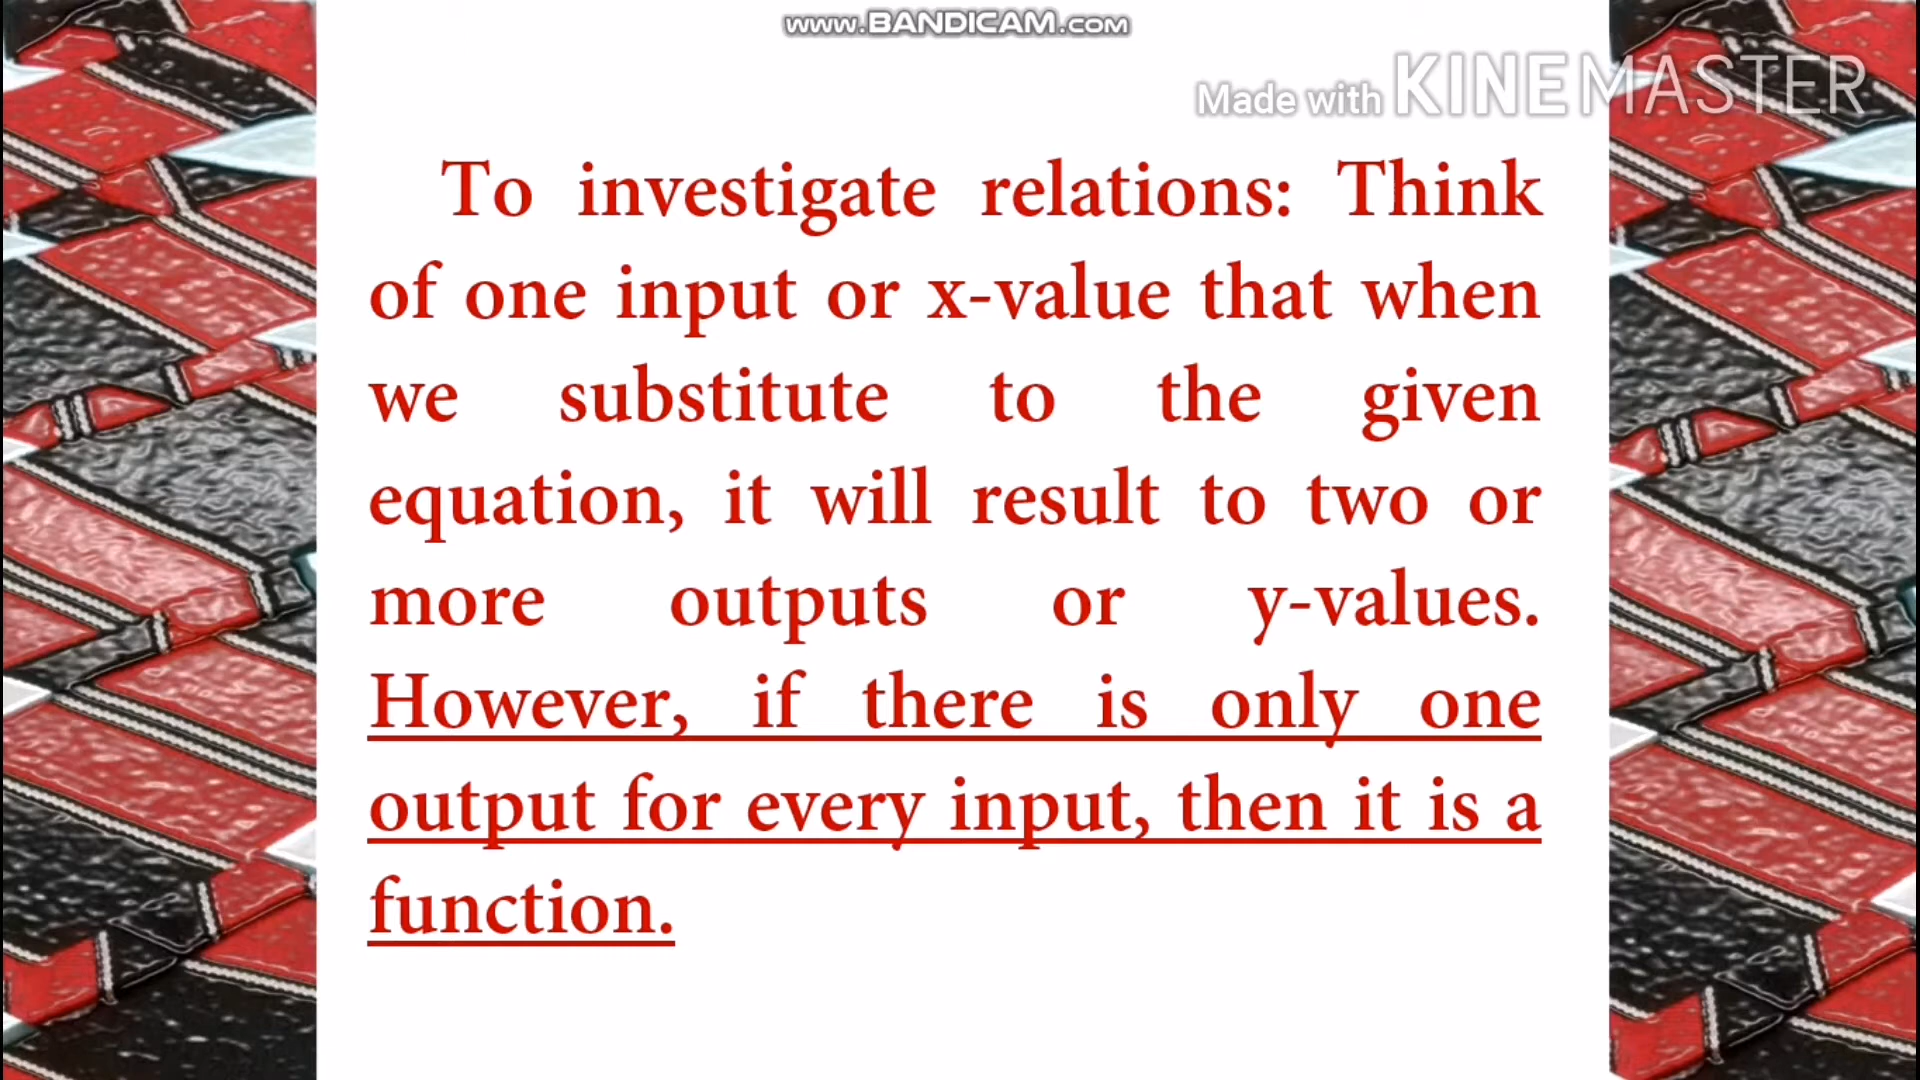 www.BANDICAM.com
Made with KINEMASTER
To investigate relations: Think
of one input or x-value that when
we substitute to the given
equation, it will result to two or
more outputs or y-values.
However, if there is only one
output for every input, then it is a
function.